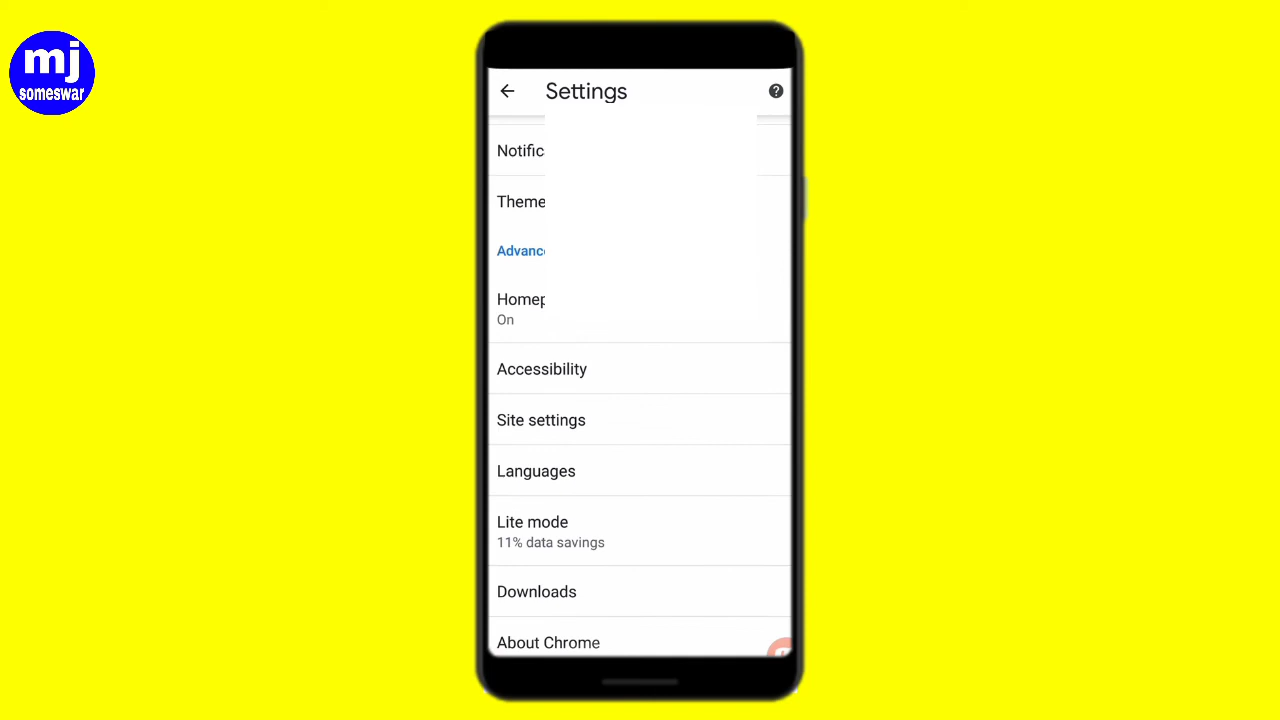 mj
someswar
Settings
Notific
Theme
Advanc
Homep
On
Accessibility
Site settings
Languages
Lite mode
11% data savings
Downloads
About Chrome